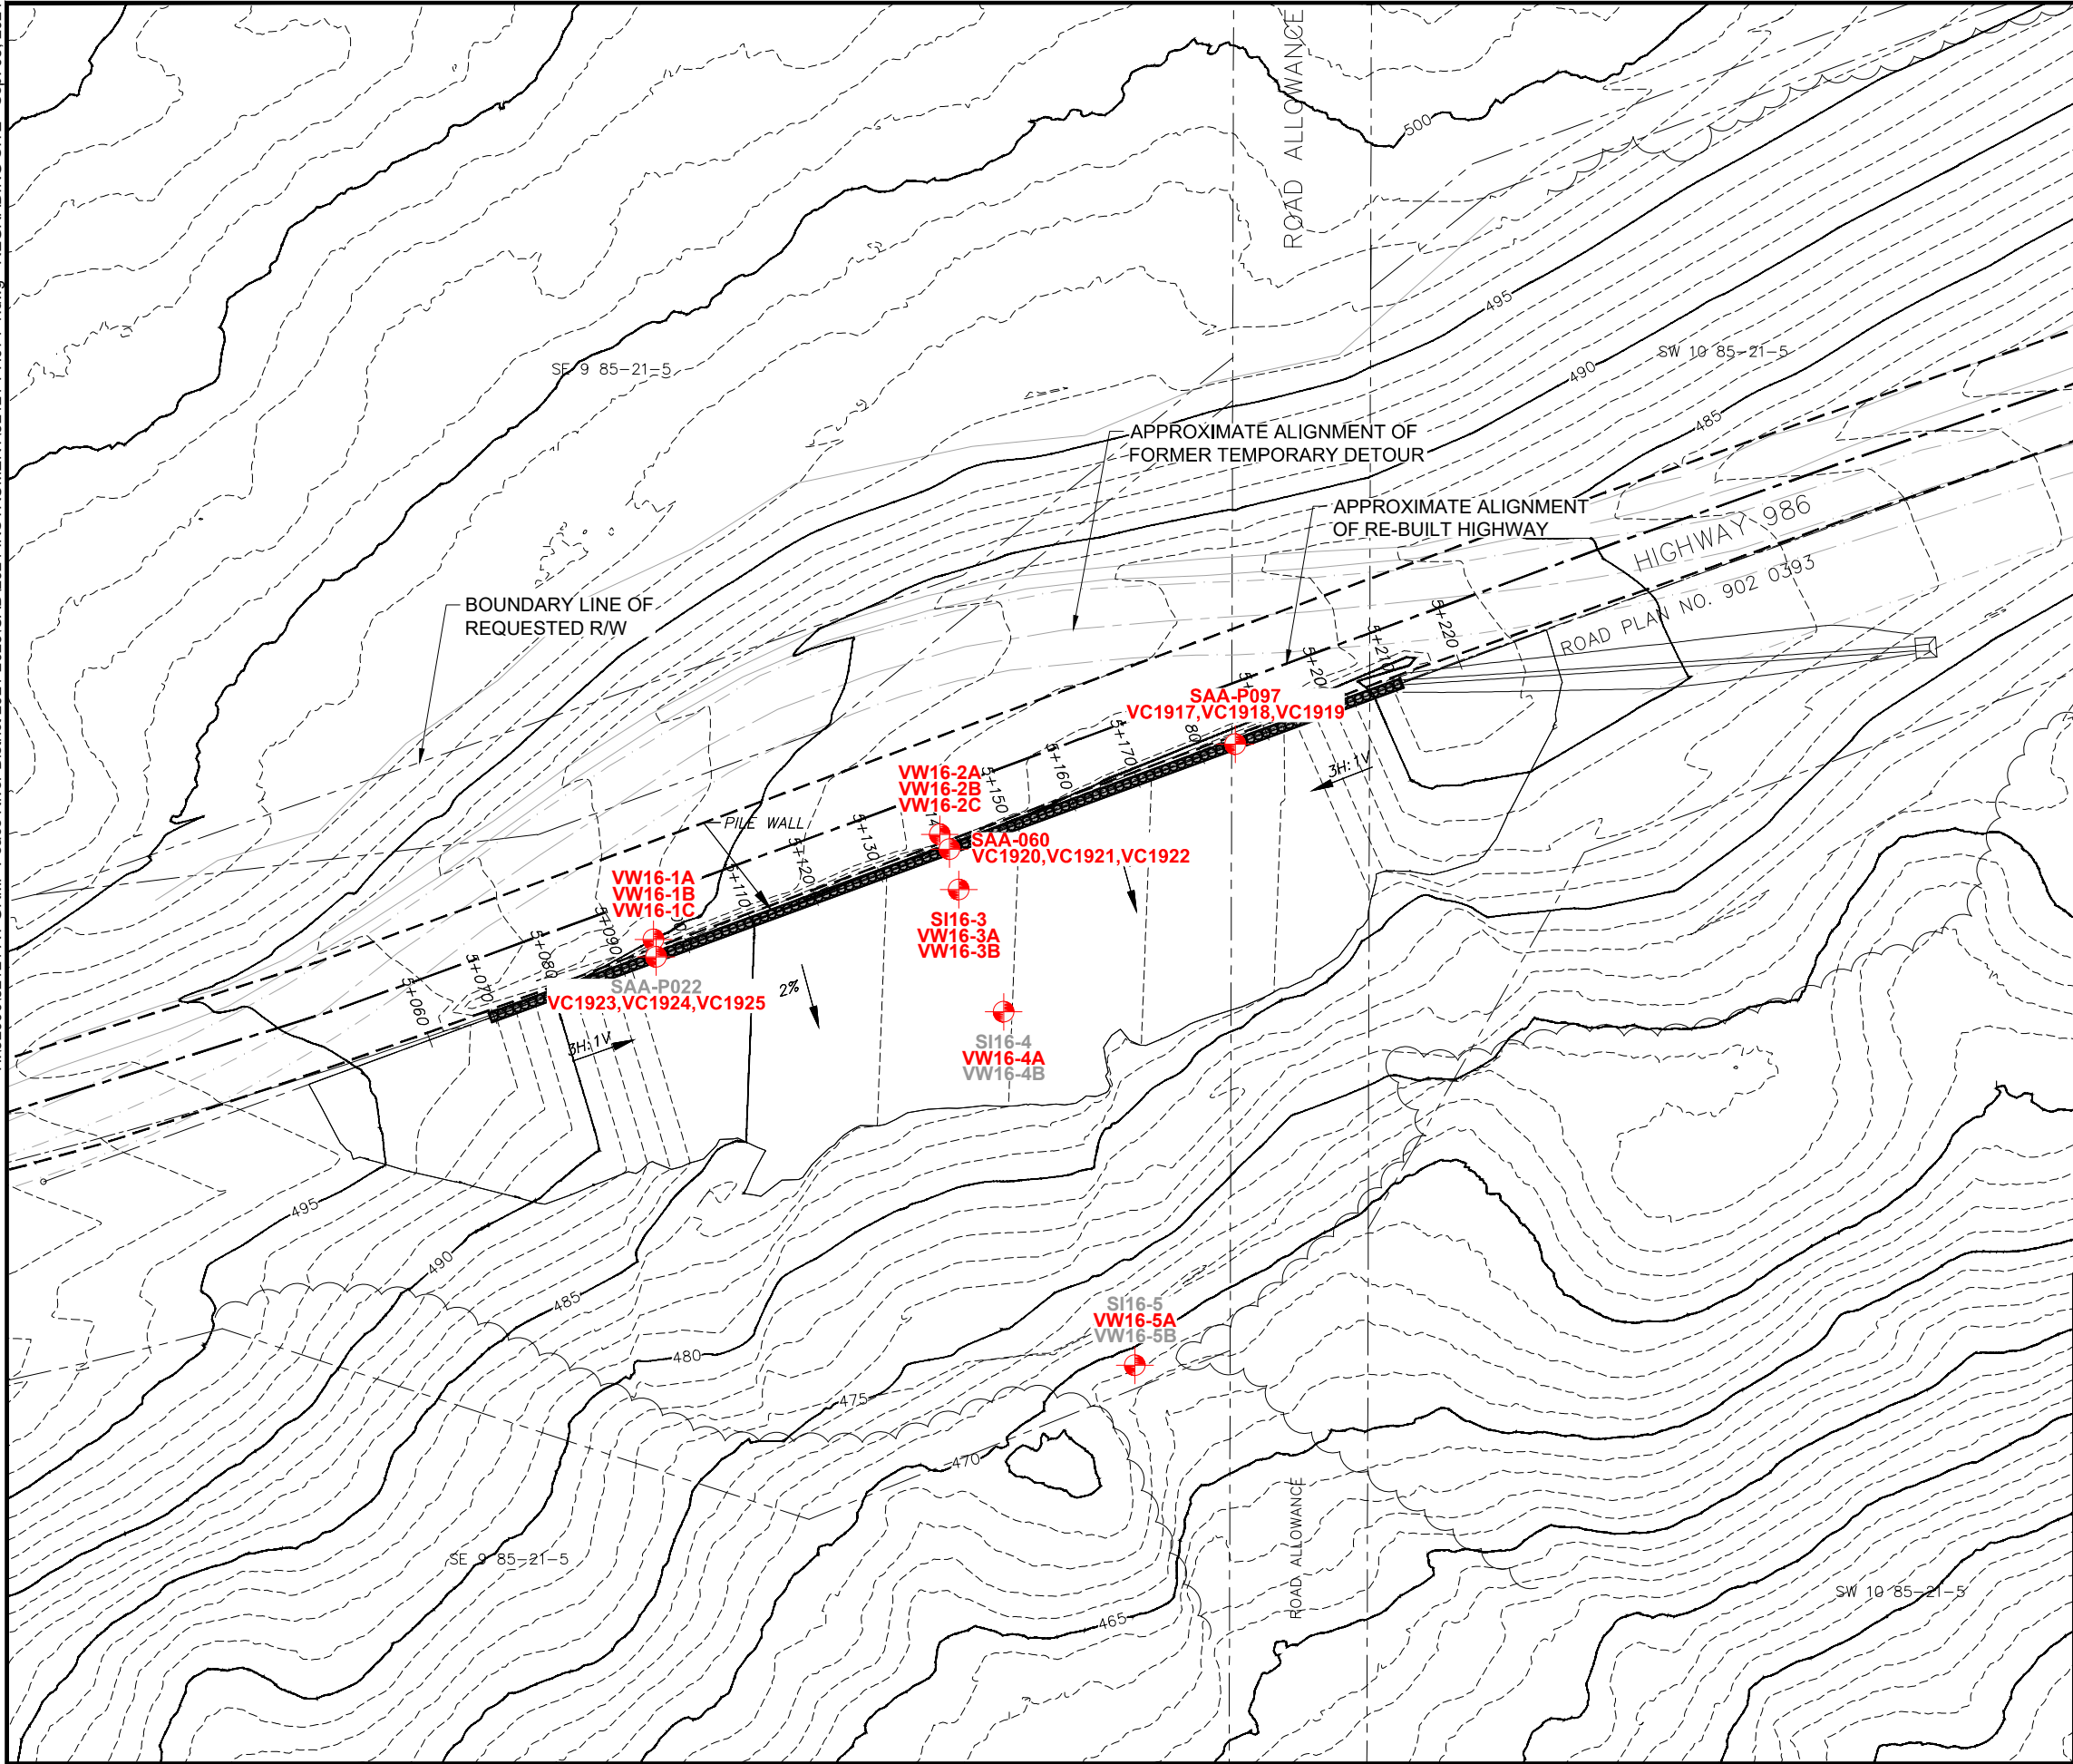 ROAD ALLOWANCE
500
495
SW 10 85-21-5
490
SE 9 85-21-5
485
APPROXIMATE ALIGNMENT OF
FORMER TEMPORARY DETOUR
APPROXIMATE ALIGNMENT
OF RE-BUILT HIGHWAY
HIGHWAY 986
ROAD PLAN NO. 902 0393
BOUNDARY LINE OF
REQUESTED R/W
5+220
SAA-P097
VC1917,VC1918,VC1919
3H:1V
5+170
5+160
5+150
VW16-2A
VW16-2B
VW16-2C
PILE WALL
5+130
5+120
5+110
SAA-060
VC1920,VC1921,VC1922
VW16-1A
VW16-1B
VW16-1C
SI16-3
VW16-3A
VW16-3B
5+090
5+080
5+070
5+060
SAA-P022
VC1923,VC1924,VC1925
2%
3H:1V
SI16-4
VW16-4A
VW16-4B
495
490
485
480
475
470
465
SI16-5
VW16-5A
VW16-5B
ROAD ALLOWANCE
SE 9 85-21-5
SW 10 85-21-5